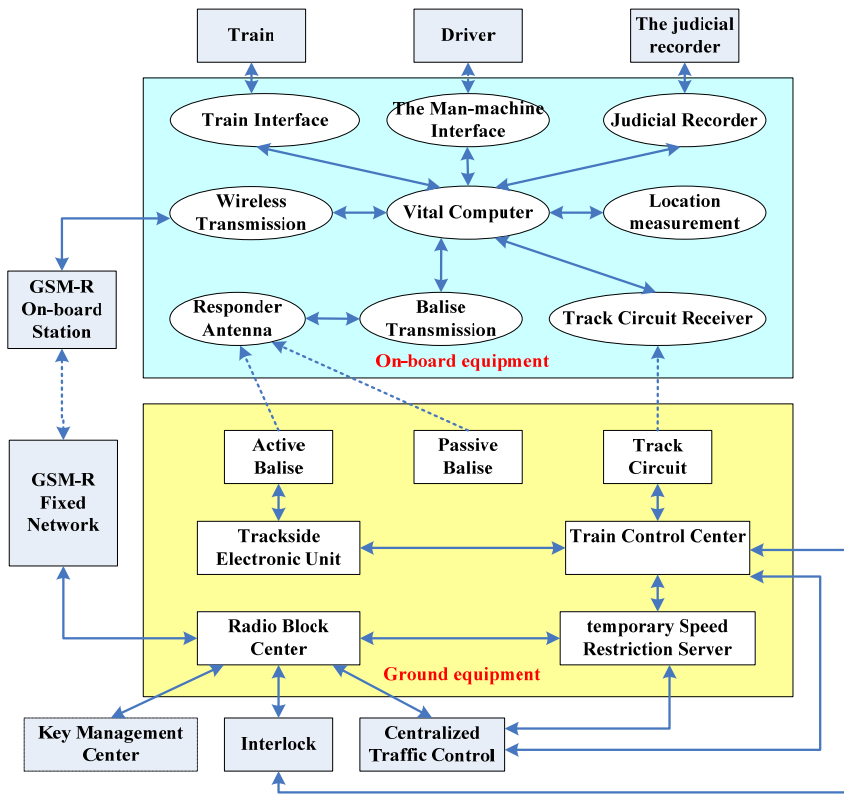 Train
Driver
The judicial
recorder
Train Interface
The Man-machine
Interface
Judicial Recorder
Wireless
Transmission
Vital Computer
Location
measurement
GSM-R
On-board
Station
Responder
Antenna
Balise
Transmission
Track Circuit Receiver
On-board equipment
Active
Balise
Passive
Balise
Track
Circuit
GSM-R
Fixed
Network
Trackside
Electronic Unit
Train Control Center
Radio Block
Center
temporary Speed
Restriction Server
Ground equipment
Key Management
Center
Interlock
Centralized
Traffic Control